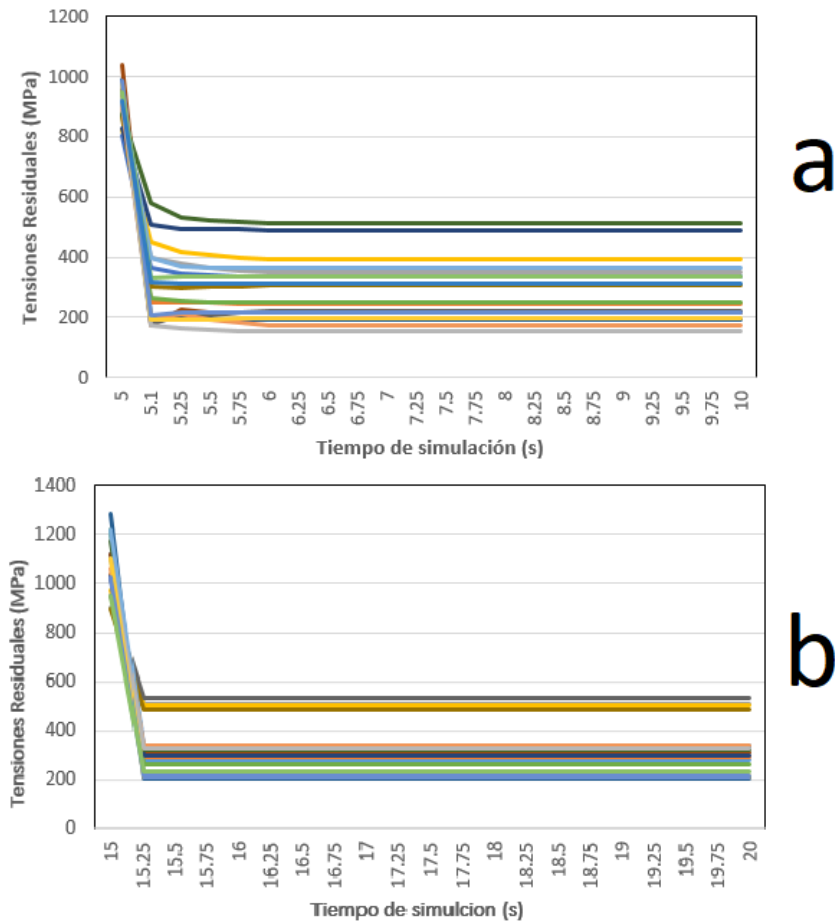 1200
1000
800
600
400
200
0
Tensiones Residuales (MPa)
5 5.1 5.25 5.5 5.75 6 6.25 6.5 6.75 7 7.25 7.5 7.75 8 8.25 8.5 8.75 9 9.25 9.5 9.75 10
Tiempo de simulación (s)
a
1400
1200
1000
800
600
400
200
0
Tensiones Residuales (MPa)
15 15.25 15.5 15.75 16 16.25 16.5 16.75 17 17.25 17.5 17.75 18 18.25 18.5 18.75 19 19.25 19.5 19.75 20
Tiempo de simulcion (s)
b